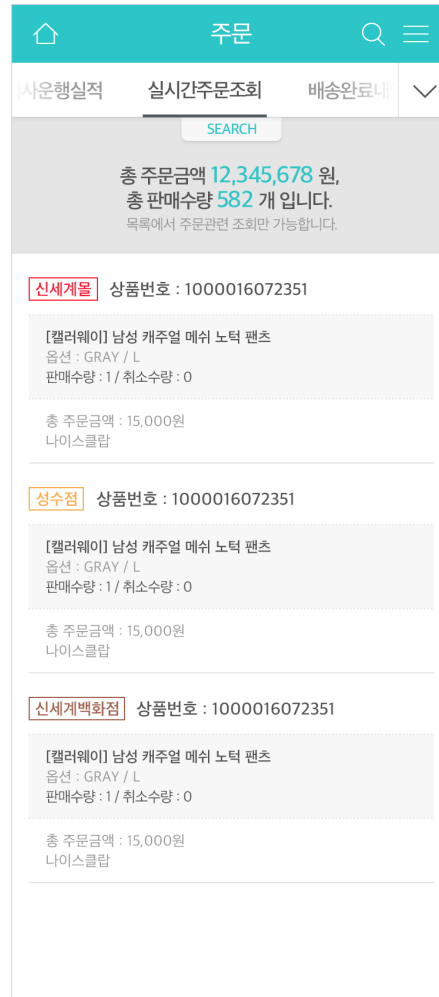 주문
사운행실적 실시간주문조회 배송완료내
SEARCH
총 주문금액 12,345,678 원,
총 판매수량 582 개 입니다.
목록에서 주문관련 조회만 가능합니다.
신세계몰 상품번호 : 1000016072351
[캘러웨이] 남성 캐주얼 메쉬 노턱 팬츠
옵션 : GRAY / L
판매수량 : 1 / 취소수량 : 0
총 주문금액 : 15,000원
나이스클랍
성수점 상품번호 : 1000016072351
[캘러웨이] 남성 캐주얼 메쉬 노턱 팬츠
옵션 : GRAY / L
판매수량 : 1 / 취소수량 : 0
총 주문금액 : 15,000원
나이스클랍
신세계백화점 상품번호 : 1000016072351
[캘러웨이] 남성 캐주얼 메쉬 노턱 팬츠
옵션 : GRAY / L
판매수량 : 1 / 취소수량 : 0
총 주문금액 : 15,000원
나이스클랍